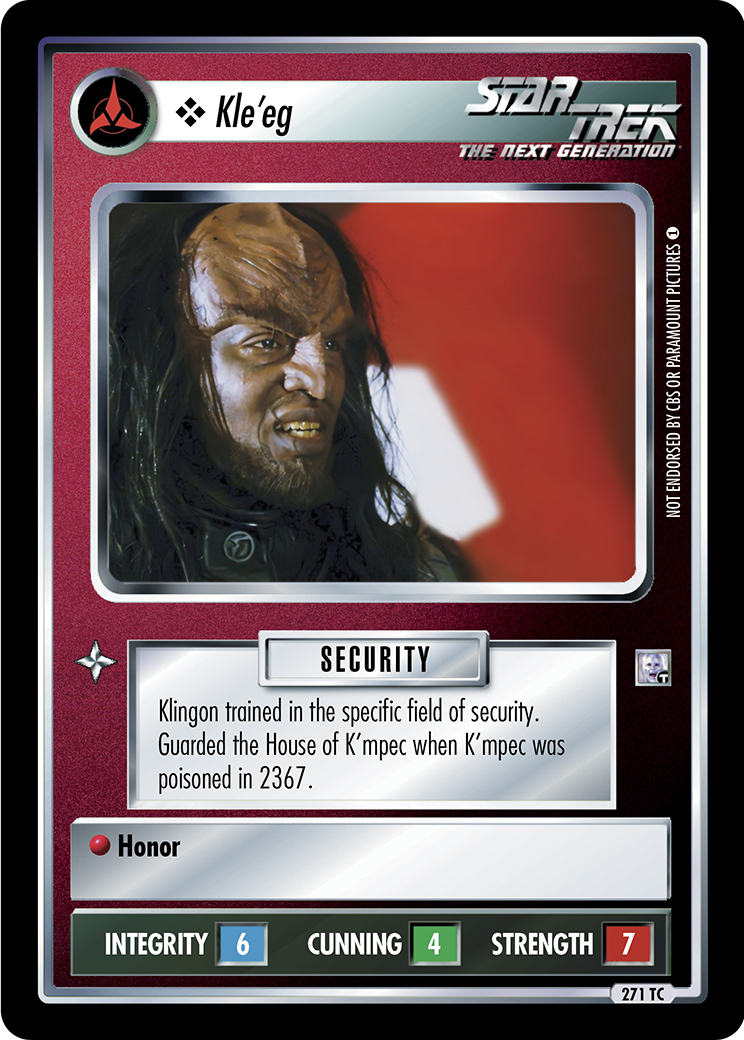 ❖ Kle'eg
STAR TREK
THE NEXT GENERATION
NOT ENDORSED BY CBS OR PARAMOUNT PICTURES 1
SECURITY
T
Klingon trained in the specific field of security.
Guarded the House of K'mpec when K'mpec was
poisoned in 2367.
Honor
INTEGRITY 6 CUNNING 4 STRENGTH 7
271 TC